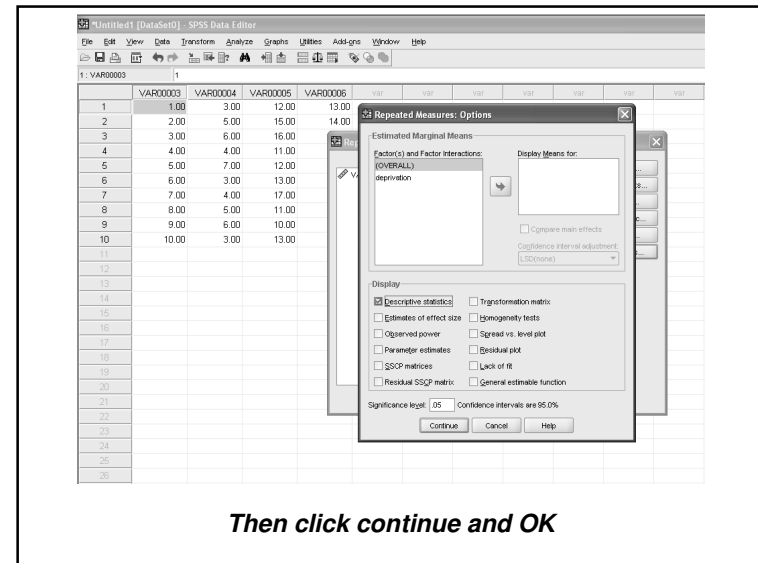 *Untitled1 [DataSet0] - SPSS Data Editor
File Edit View Data Transform Analyze Graphs Utilities Add-ons Window Help
1 : VAR00003 1
VAR00003 VAR00004 VAR00005 VAR00006 var var var var var var
1 1.00 3.00 12.00 13.00
2 2.00 5.00 15.00 14.00
3 3.00 6.00 16.00
4 4.00 4.00 11.00
5 5.00 7.00 12.00
6 6.00 3.00 13.00
7 7.00 4.00 17.00
8 8.00 5.00 11.00
9 9.00 6.00 10.00
10 10.00 3.00 13.00
11
12
13
14
15
16
17
18
19
20
21
22
23
24
25
26
Repeated Measures: Options
Estimated Marginal Means
Factor(s) and Factor Interactions:
(OVERALL)
deprivation
Display Means for:
Compare main effects
Confidence interval adjustment:
LSD(none)
Display
Descriptive statistics Transformation matrix
Estimates of effect size Homogeneity tests
Observed power Spread vs. level plot
Parameter estimates Residual plot
SSCP matrices Lack of fit
Residual SSCP matrix General estimable function
Significance level: .05 Confidence intervals are 95.0%
Continue Cancel Help
Then click continue and OK